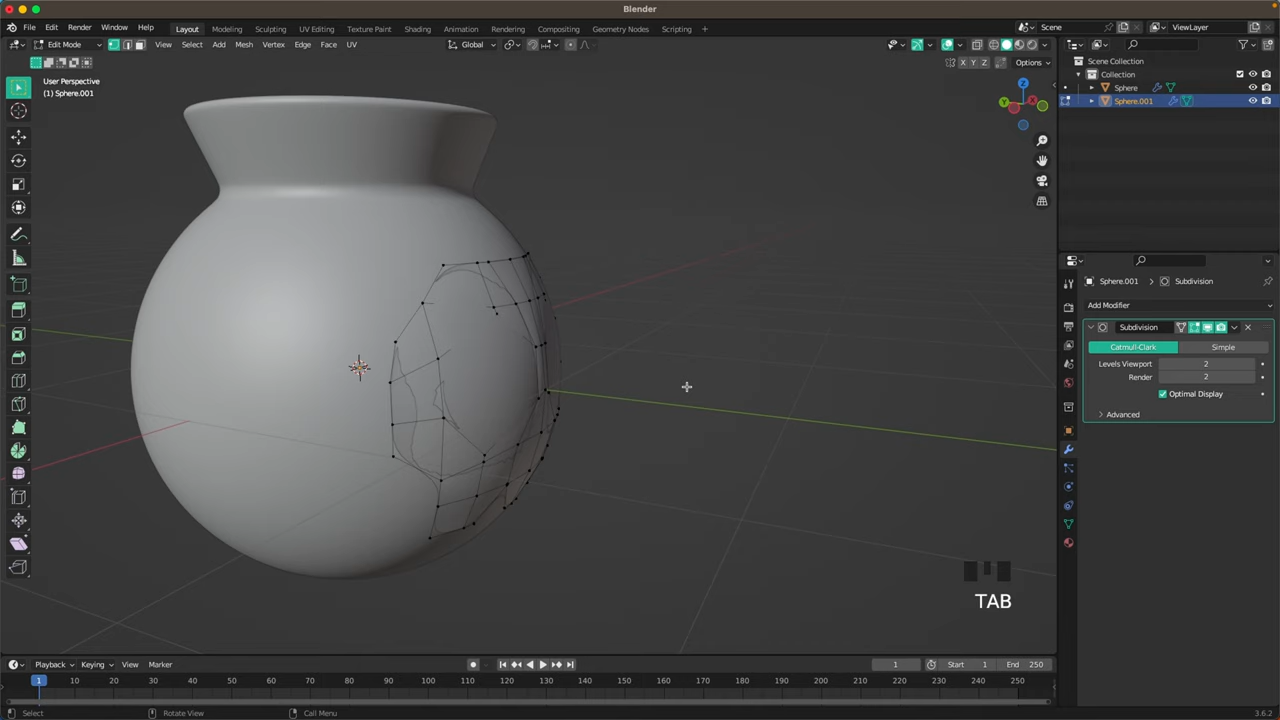 Blender
File Edit Render Window Help
Layout Modeling Sculpting UV Editing Texture Paint Shading Animation Rendering Compositing Geometry Nodes Scripting +
Scene
ViewLayer
Edit Mode View Select Add Mesh Vertex Edge Face UV
Global
X Y Z Options
User Perspective
(1) Sphere.001
Z
Y
X
Scene Collection
Collection
Sphere
Sphere.001
Sphere.001 Subdivision
Add Modifier
Subdivision
Catmull-Clark Simple
Levels Viewport 2
Render 2
Optimal Display
Advanced
TAB
Playback Keying View Marker
1 Start 1 End 250
1 10 20 30 40 50 60 70 80 90 100 110 120 130 140 150 160 170 180 190 200 210 220 230 240 250
Select Rotate View Call Menu
3.6.2